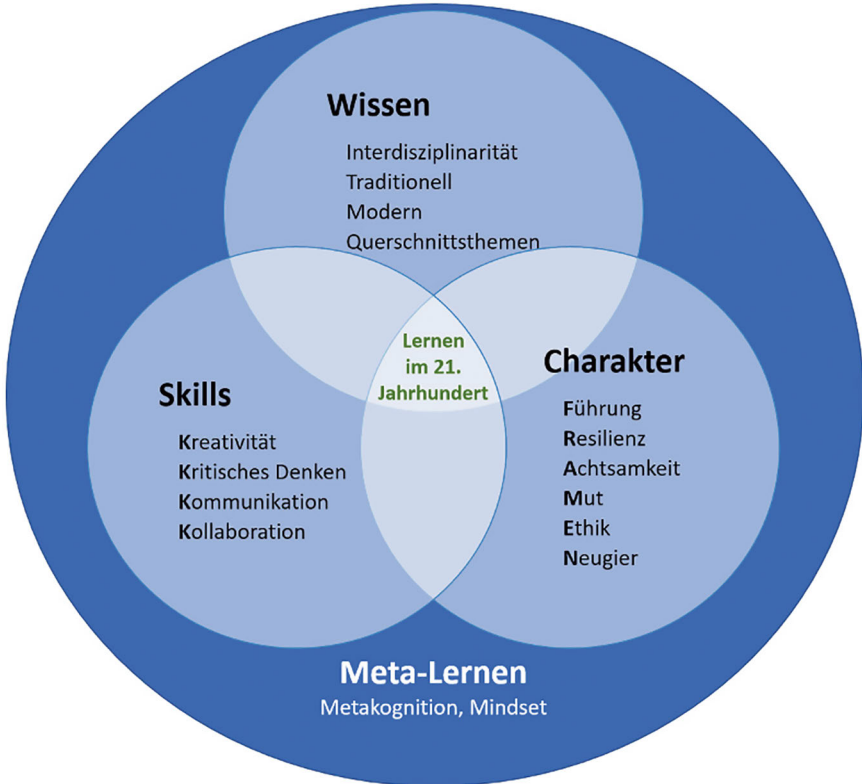 Wissen
Interdisziplinarität
Traditionell
Modern
Querschnittsthemen
Lernen
im 21.
Jahrhundert
Skills
Kreativität
Kritisches Denken
Kommunikation
Kollaboration
Charakter
Führung
Resilienz
Achtsamkeit
Mut
Ethik
Neugier
Meta-Lernen
Metakognition, Mindset